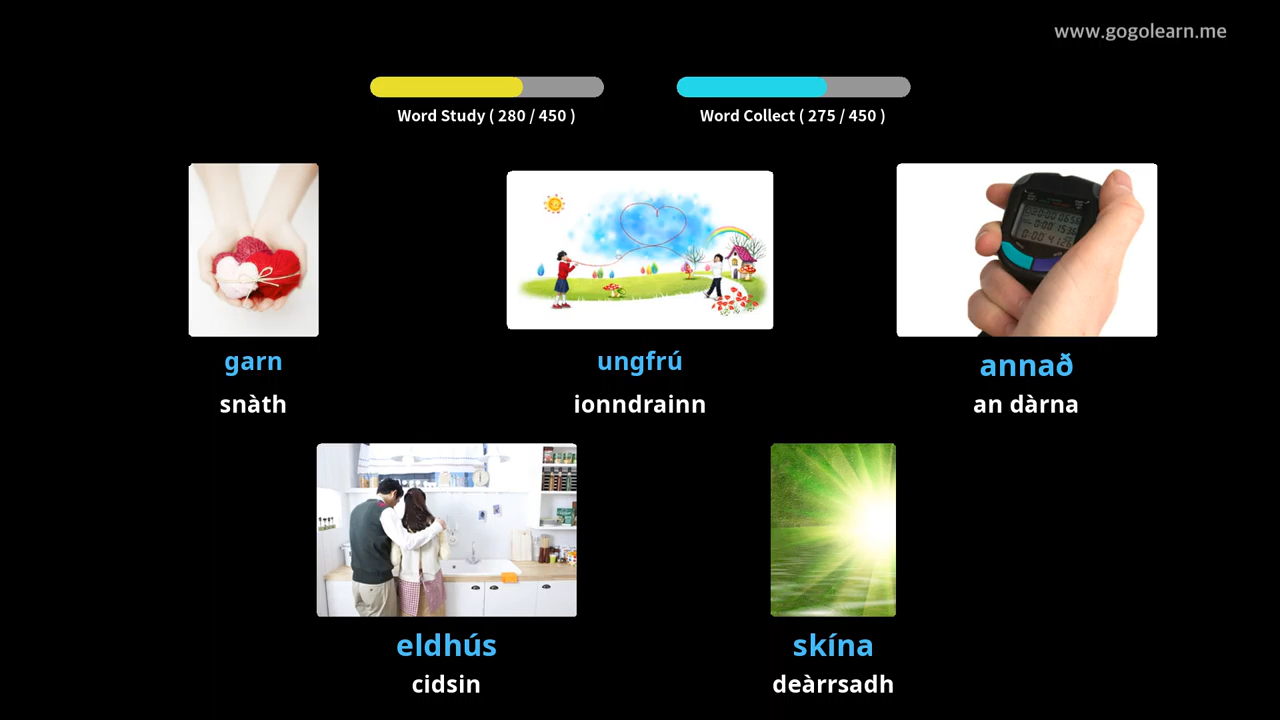 www.gogolearn.me
Word Study ( 280 / 450 )
Word Collect ( 275 / 450 )
garn
snàth
ungfrú
ionndrainn
annað
an dàrna
eldhús
cidsin
skína
deàrrsadh